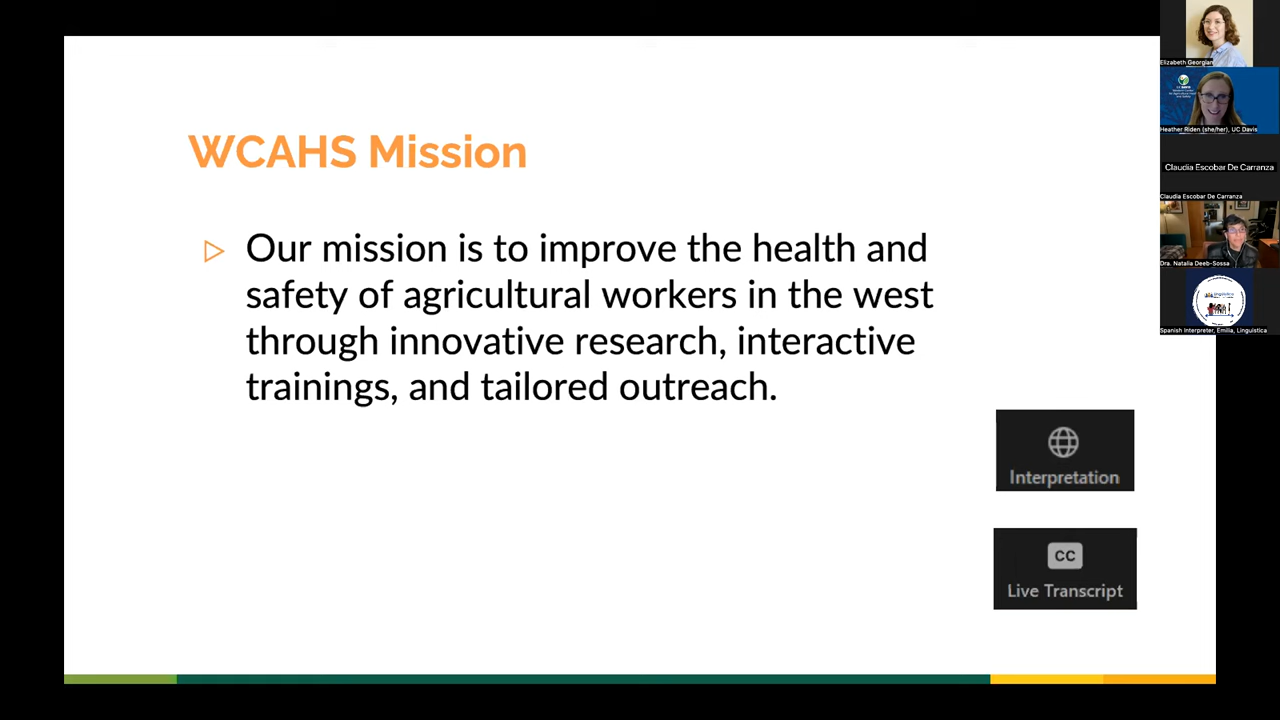 WCAHS Mission
Our mission is to improve the health and
safety of agricultural workers in the west
through innovative research, interactive
trainings, and tailored outreach.
Interpretation
CC
Live Transcript
Elizabeth Georgian
UC DAVIS
Heather Riden (she/her), UC Davis
Claudia Escobar De Carranza
Claudia Escobar De Carranza
Dra. Natalia Deeb-Sossa
Spanish Interpreter, Emilia, Linguistica